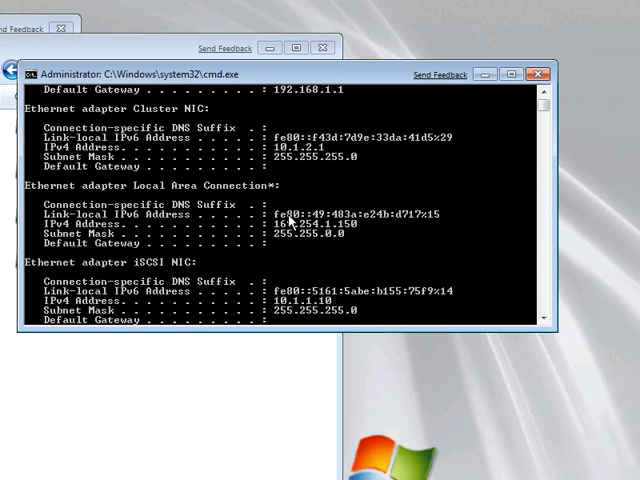 Send Feedback
Send Feedback
Administrator: C:\Windows\system32\cmd.exe
Send Feedback
Default Gateway . . . . . . . . . : 192.168.1.1
Ethernet adapter Cluster NIC:
Connection-specific DNS Suffix . :
Link-local IPv6 Address . . . . . : fe80::f43d:7d9e:33da:41d5%29
IPv4 Address. . . . . . . . . . . : 10.1.2.1
Subnet Mask . . . . . . . . . . . : 255.255.255.0
Default Gateway . . . . . . . . . :
Ethernet adapter Local Area Connection*:
Connection-specific DNS Suffix . :
Link-local IPv6 Address . . . . . : fe80::49:483a:e24b:d717%15
IPv4 Address. . . . . . . . . . . : 169.254.1.150
Subnet Mask . . . . . . . . . . . : 255.255.0.0
Default Gateway . . . . . . . . . :
Ethernet adapter iSCSI NIC:
Connection-specific DNS Suffix . :
Link-local IPv6 Address . . . . . : fe80::5161:5abe:b155:75f9%14
IPv4 Address. . . . . . . . . . . : 10.1.1.10
Subnet Mask . . . . . . . . . . . : 255.255.255.0
Default Gateway . . . . . . . . . :